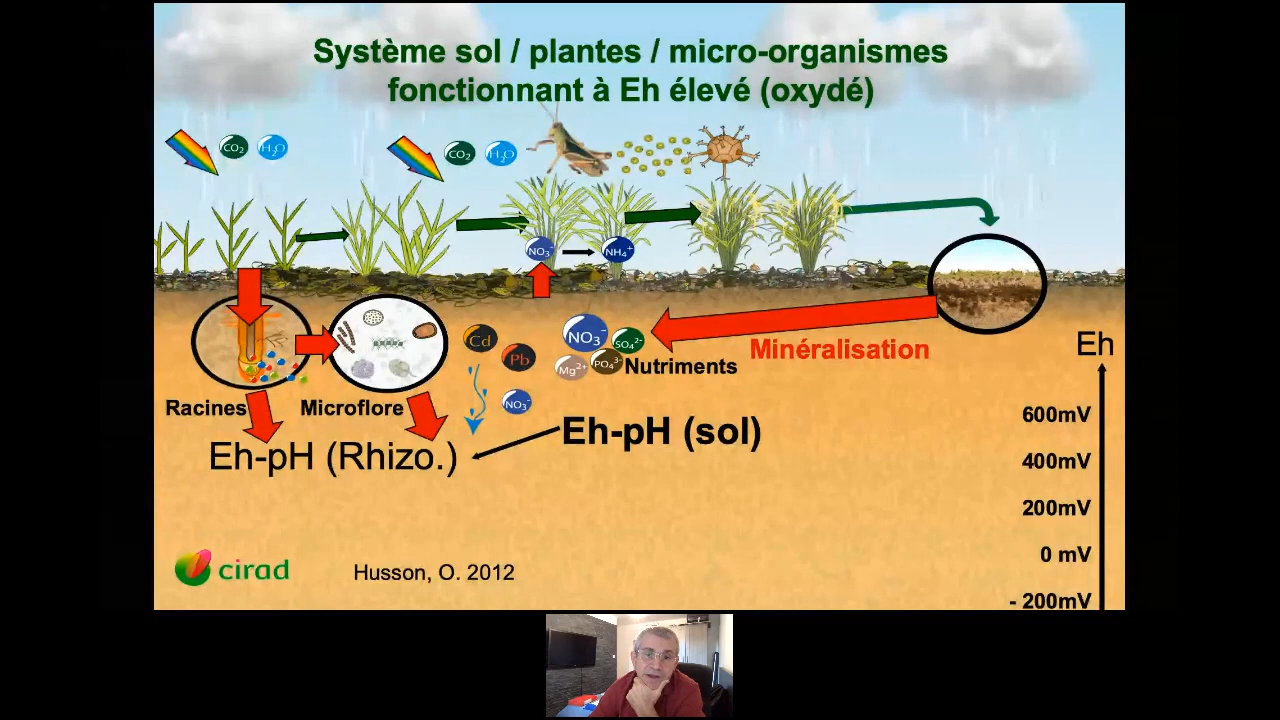 Système sol / plantes / micro-organismes
fonctionnant à Eh élevé (oxydé)
CO₂ H₂O
CO₂ H₂O
NO₃⁻ NH₄⁺
Cd
Pb
NO₃⁻
NO₃⁻
SO₄²⁻
Mg²⁺
PO₄³⁻
Nutriments
Minéralisation
Racines
Microflore
Eh-pH (Rhizo.)
Eh-pH (sol)
Eh
600mV
400mV
200mV
0 mV
- 200mV
cirad
Husson, O. 2012